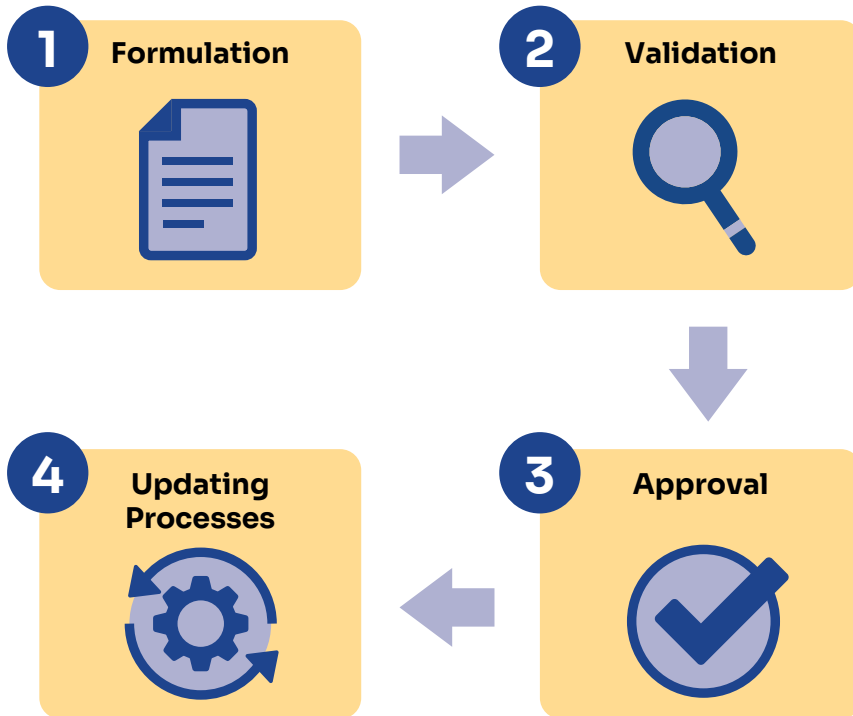 1
Formulation
2
Validation
3
Approval
4
Updating
Processes